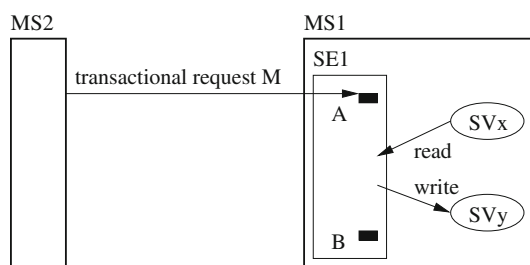 MS2
MS1
SE1
transactional request M
A
SVx
read
write
SVy
B